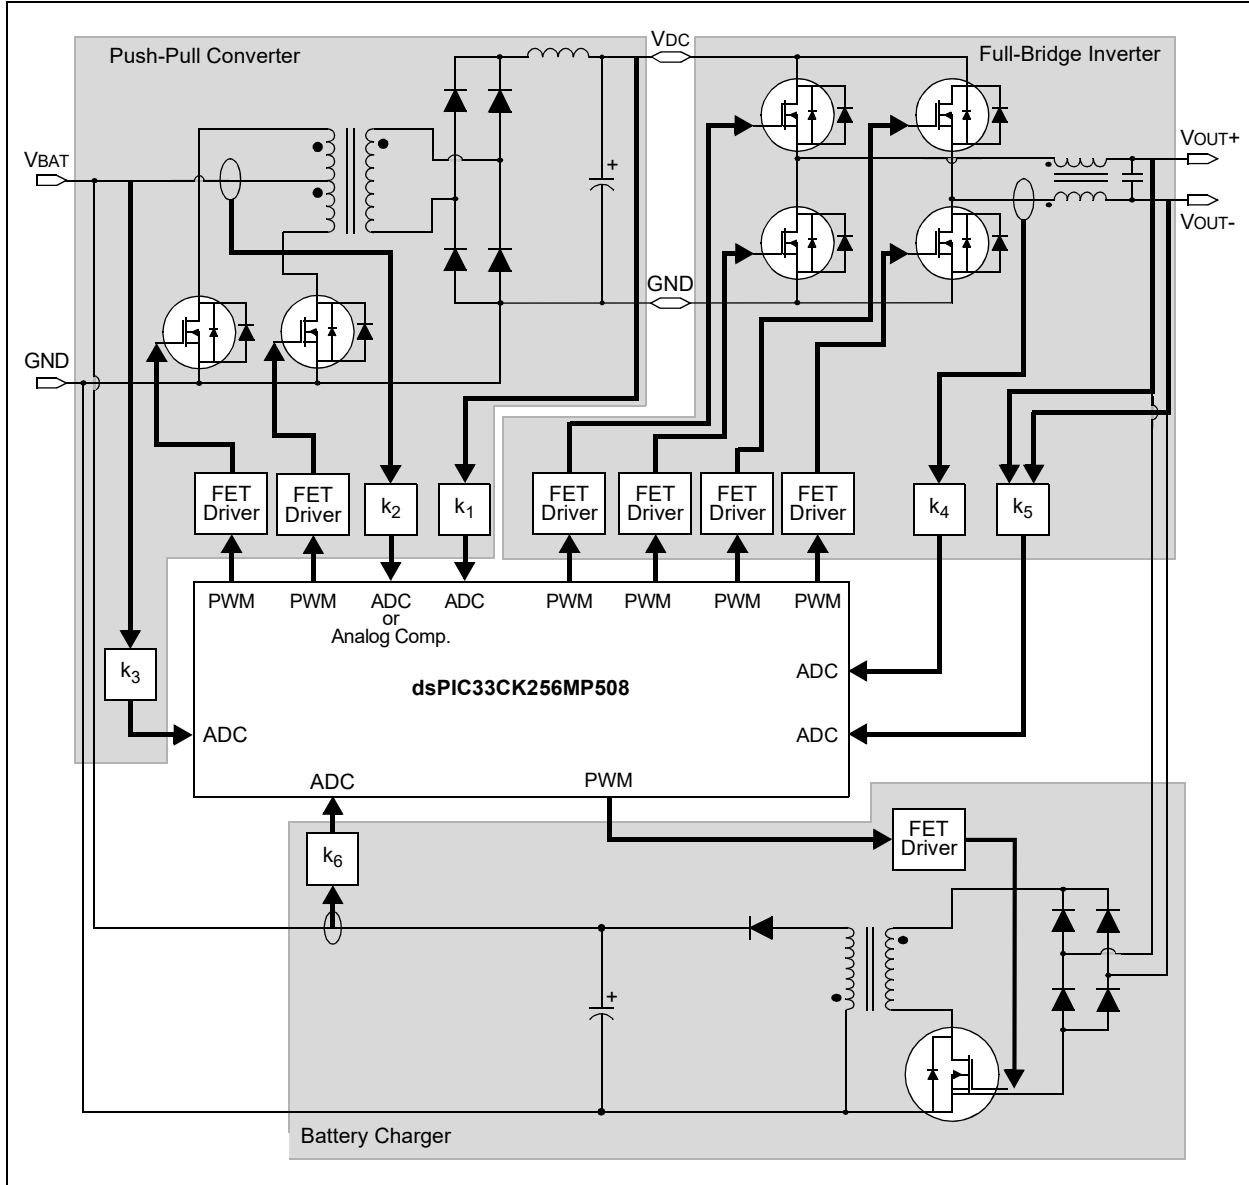 Push-Pull Converter
VDC
Full-Bridge Inverter
VBAT
VOUT+
VOUT-
+
GND
GND
FET
Driver
FET
Driver
k2
k1
FET
Driver
FET
Driver
FET
Driver
FET
Driver
k4
k5
PWM
PWM
ADC
or
Analog Comp.
ADC
PWM
PWM
PWM
PWM
k3
ADC
dsPIC33CK256MP508
ADC
ADC
ADC
PWM
k6
FET
Driver
+
Battery Charger